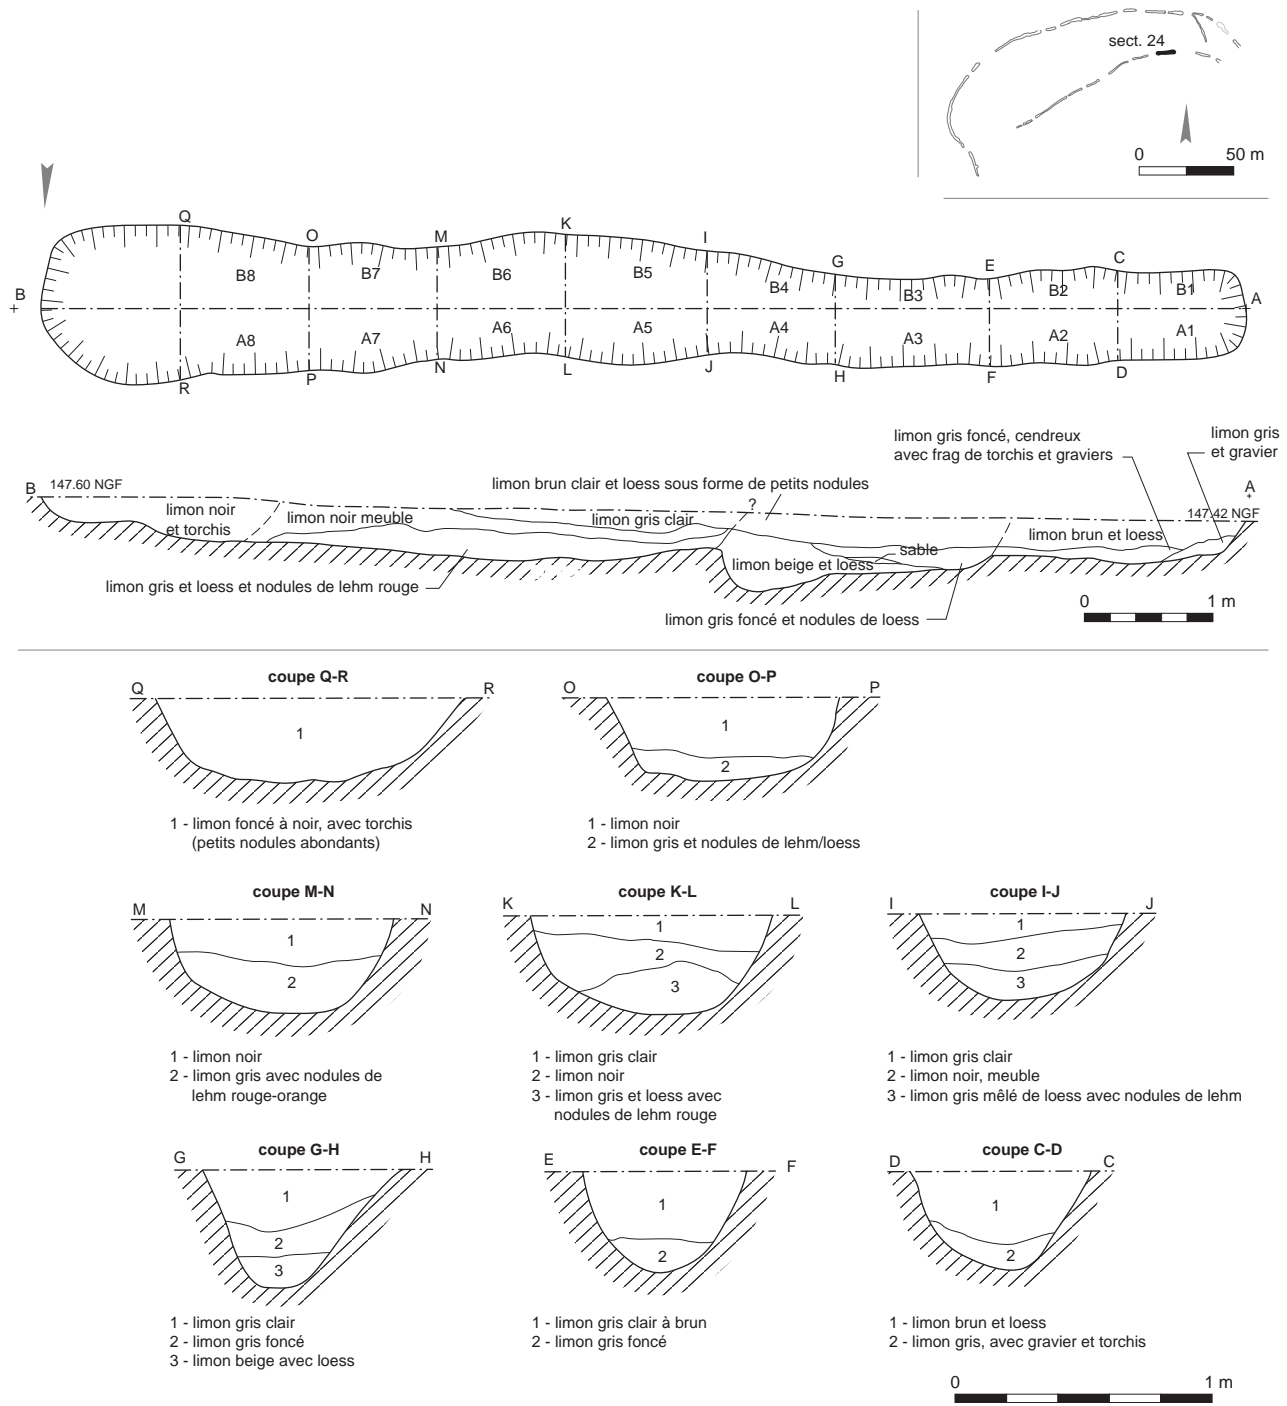 sect. 24
0 50 m
Q O M K I G E C
B8 B7 B6 B5 B4 B3 B2 B1
B A
A8 A7 A6 A5 A4 A3 A2 A1
R P N L J H F D
limon gris foncé, cendreux
avec frag de torchis et graviers
limon gris
et gravier
B 147.60 NGF
limon brun clair et loess sous forme de petits nodules
A
?
147.42 NGF
limon noir
et torchis
limon noir meuble
limon gris clair
limon brun et loess
sable
limon beige et loess
limon gris et loess et nodules de lehm rouge
limon gris foncé et nodules de loess
0 1 m
coupe Q-R
Q R
1
1 - limon foncé à noir, avec torchis
(petits nodules abondants)
coupe O-P
O P
1
2
1 - limon noir
2 - limon gris et nodules de lehm/loess
coupe M-N
M N
1
2
1 - limon noir
2 - limon gris avec nodules de
lehm rouge-orange
coupe K-L
K L
1
2
3
1 - limon gris clair
2 - limon noir
3 - limon gris et loess avec
nodules de lehm rouge
coupe I-J
I J
1
2
3
1 - limon gris clair
2 - limon noir, meuble
3 - limon gris mêlé de loess avec nodules de lehm
coupe G-H
G H
1
2
3
1 - limon gris clair
2 - limon gris foncé
3 - limon beige avec loess
coupe E-F
E F
1
2
1 - limon gris clair à brun
2 - limon gris foncé
coupe C-D
D C
1
2
1 - limon brun et loess
2 - limon gris, avec gravier et torchis
0 1 m